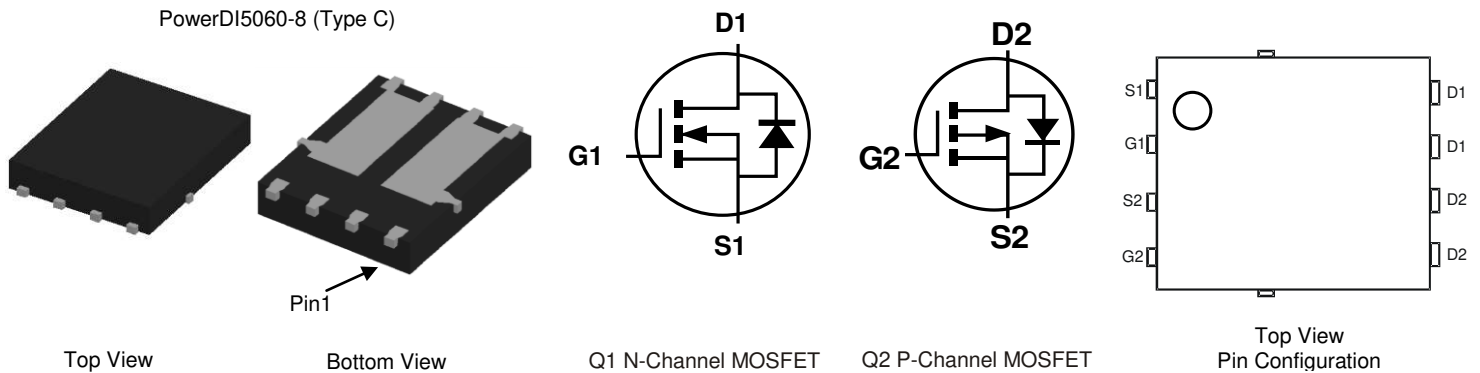 PowerDI5060-8 (Type C)
Pin1
Top View
Bottom View
D1
G1
S1
Q1 N-Channel MOSFET
D2
G2
S2
Q2 P-Channel MOSFET
S1
G1
S2
G2
D1
D1
D2
D2
Top View
Pin Configuration